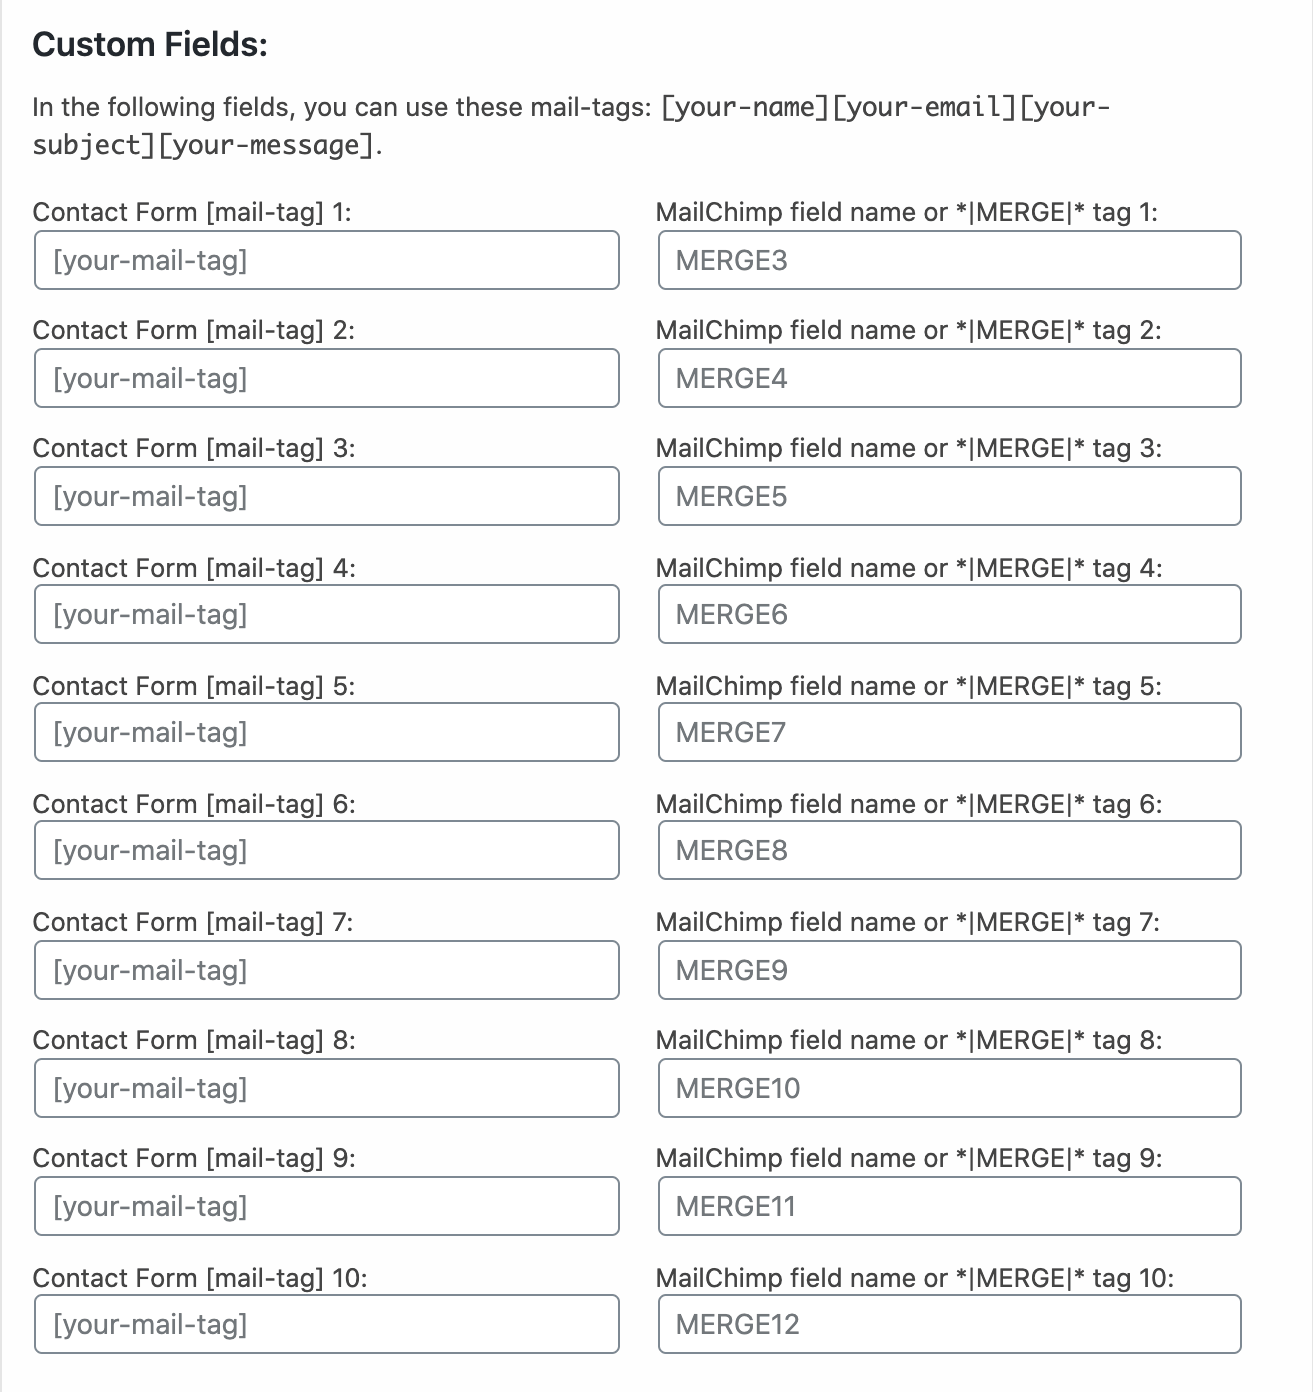 Custom Fields:
In the following fields, you can use these mail-tags: [your-name][your-email][your-
subject][your-message].
Contact Form [mail-tag] 1:
MailChimp field name or *|MERGE|* tag 1:
[your-mail-tag]
MERGE3
Contact Form [mail-tag] 2:
MailChimp field name or *|MERGE|* tag 2:
[your-mail-tag]
MERGE4
Contact Form [mail-tag] 3:
MailChimp field name or *|MERGE|* tag 3:
[your-mail-tag]
MERGE5
Contact Form [mail-tag] 4:
MailChimp field name or *|MERGE|* tag 4:
[your-mail-tag]
MERGE6
Contact Form [mail-tag] 5:
MailChimp field name or *|MERGE|* tag 5:
[your-mail-tag]
MERGE7
Contact Form [mail-tag] 6:
MailChimp field name or *|MERGE|* tag 6:
[your-mail-tag]
MERGE8
Contact Form [mail-tag] 7:
MailChimp field name or *|MERGE|* tag 7:
[your-mail-tag]
MERGE9
Contact Form [mail-tag] 8:
MailChimp field name or *|MERGE|* tag 8:
[your-mail-tag]
MERGE10
Contact Form [mail-tag] 9:
MailChimp field name or *|MERGE|* tag 9:
[your-mail-tag]
MERGE11
Contact Form [mail-tag] 10:
MailChimp field name or *|MERGE|* tag 10:
[your-mail-tag]
MERGE12